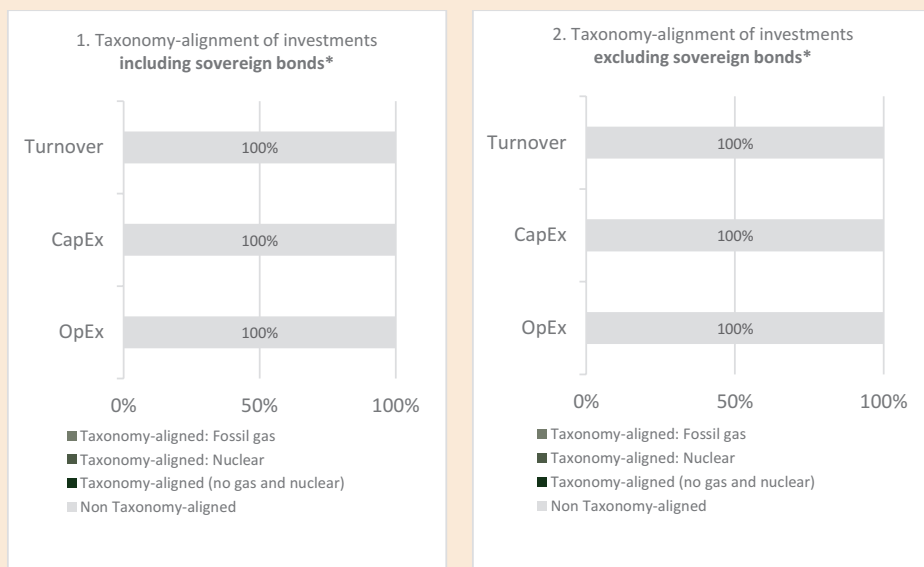 1. Taxonomy-alignment of investments
including sovereign bonds*
Turnover
100%
CapEx
100%
OpEx
100%
0%
50%
100%
Taxonomy-aligned: Fossil gas
Taxonomy-aligned: Nuclear
Taxonomy-aligned (no gas and nuclear)
Non Taxonomy-aligned
2. Taxonomy-alignment of investments
excluding sovereign bonds*
Turnover
100%
CapEx
100%
OpEx
100%
0%
50%
100%
Taxonomy-aligned: Fossil gas
Taxonomy-aligned: Nuclear
Taxonomy-aligned (no gas and nuclear)
Non Taxonomy-aligned